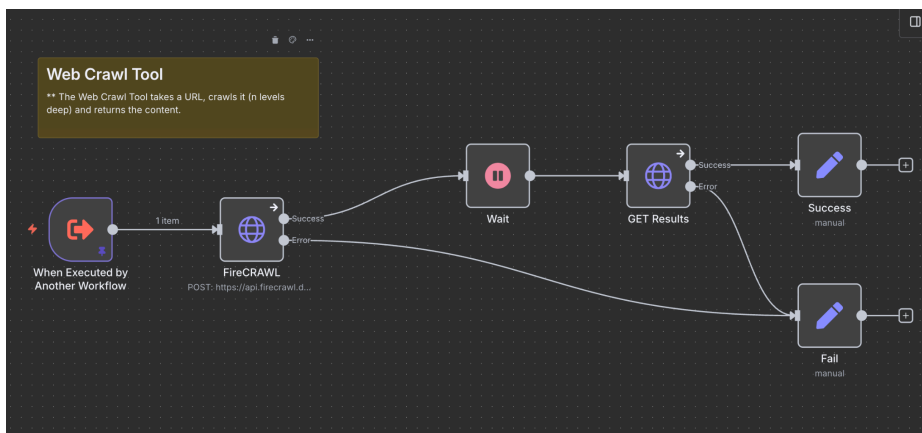 Web Crawl Tool
** The Web Crawl Tool takes a URL, crawls it (n levels
deep) and returns the content.
1 item
When Executed by
Another Workflow
Success
Error
FireCRAWL
POST: https://api.firecrawl.d...
Wait
Success
Error
GET Results
Success
manual
Fail
manual